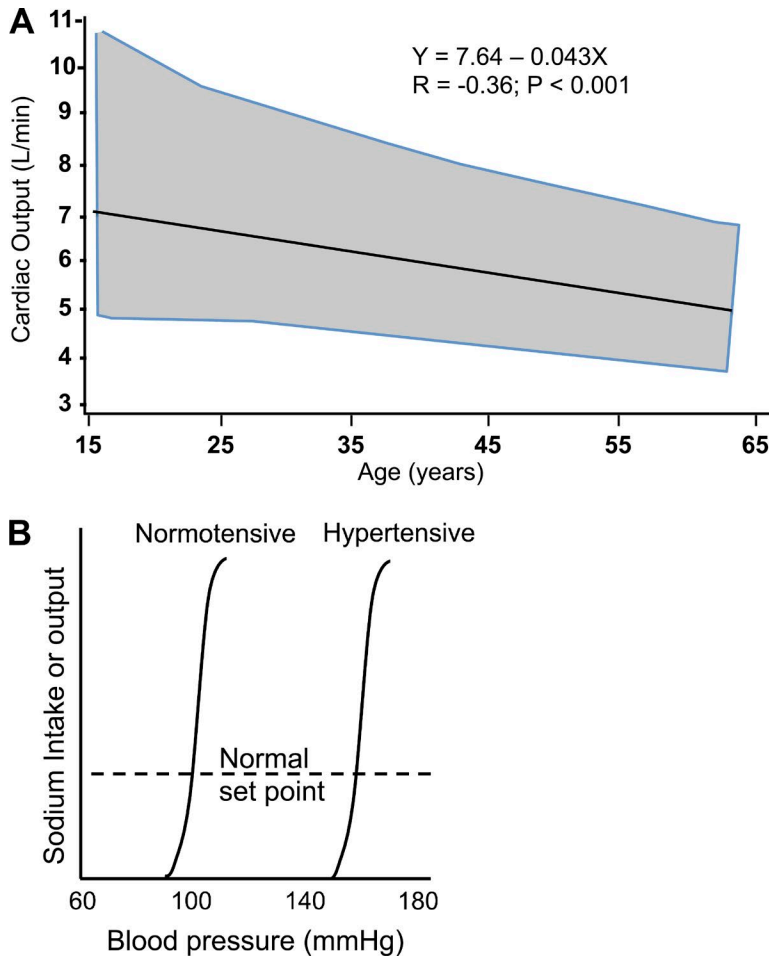 A
11
10
9
8
7
6
5
4
3
Cardiac Output (L/min)
Y = 7.64 – 0.043X
R = -0.36; P < 0.001
15 25 35 45 55 65
Age (years)
B
Normotensive Hypertensive
Sodium Intake or output
Normal
set point
60 100 140 180
Blood pressure (mmHg)